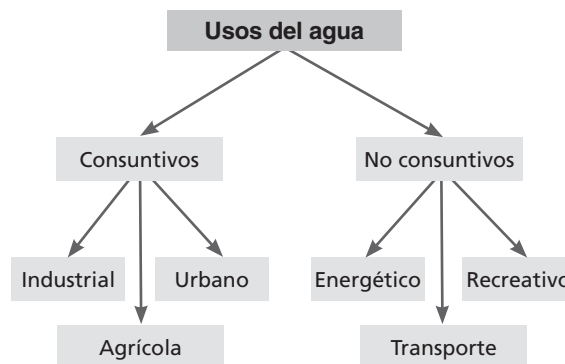 Usos del agua
Consuntivos
No consuntivos
Industrial
Urbano
Energético
Recreativo
Agrícola
Transporte